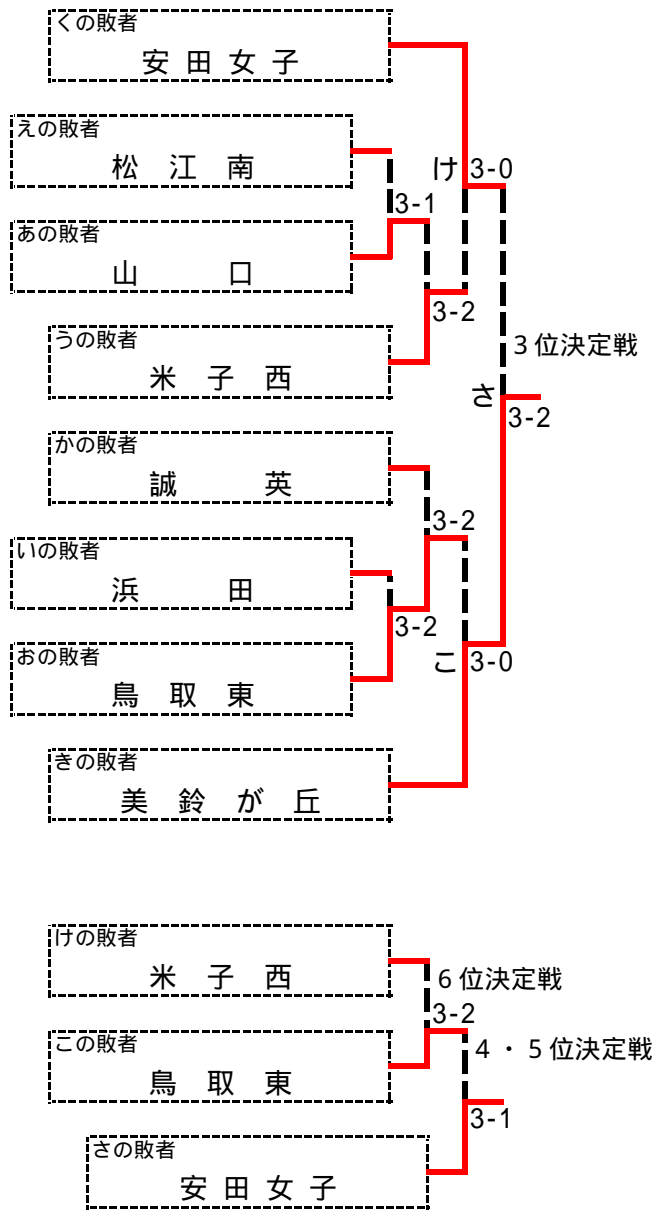 くの敗者
安田女子
えの敗者
松江南
け 3-0
3-1
あの敗者
山口
3-2
うの敗者
米子西
3位決定戦
さ
3-2
かの敗者
誠英
3-2
いの敗者
浜田
3-2
おの敗者
鳥取東
こ 3-0
きの敗者
美鈴が丘
けの敗者
米子西
6位決定戦
3-2
この敗者
鳥取東
4・5位決定戦
3-1
さの敗者
安田女子